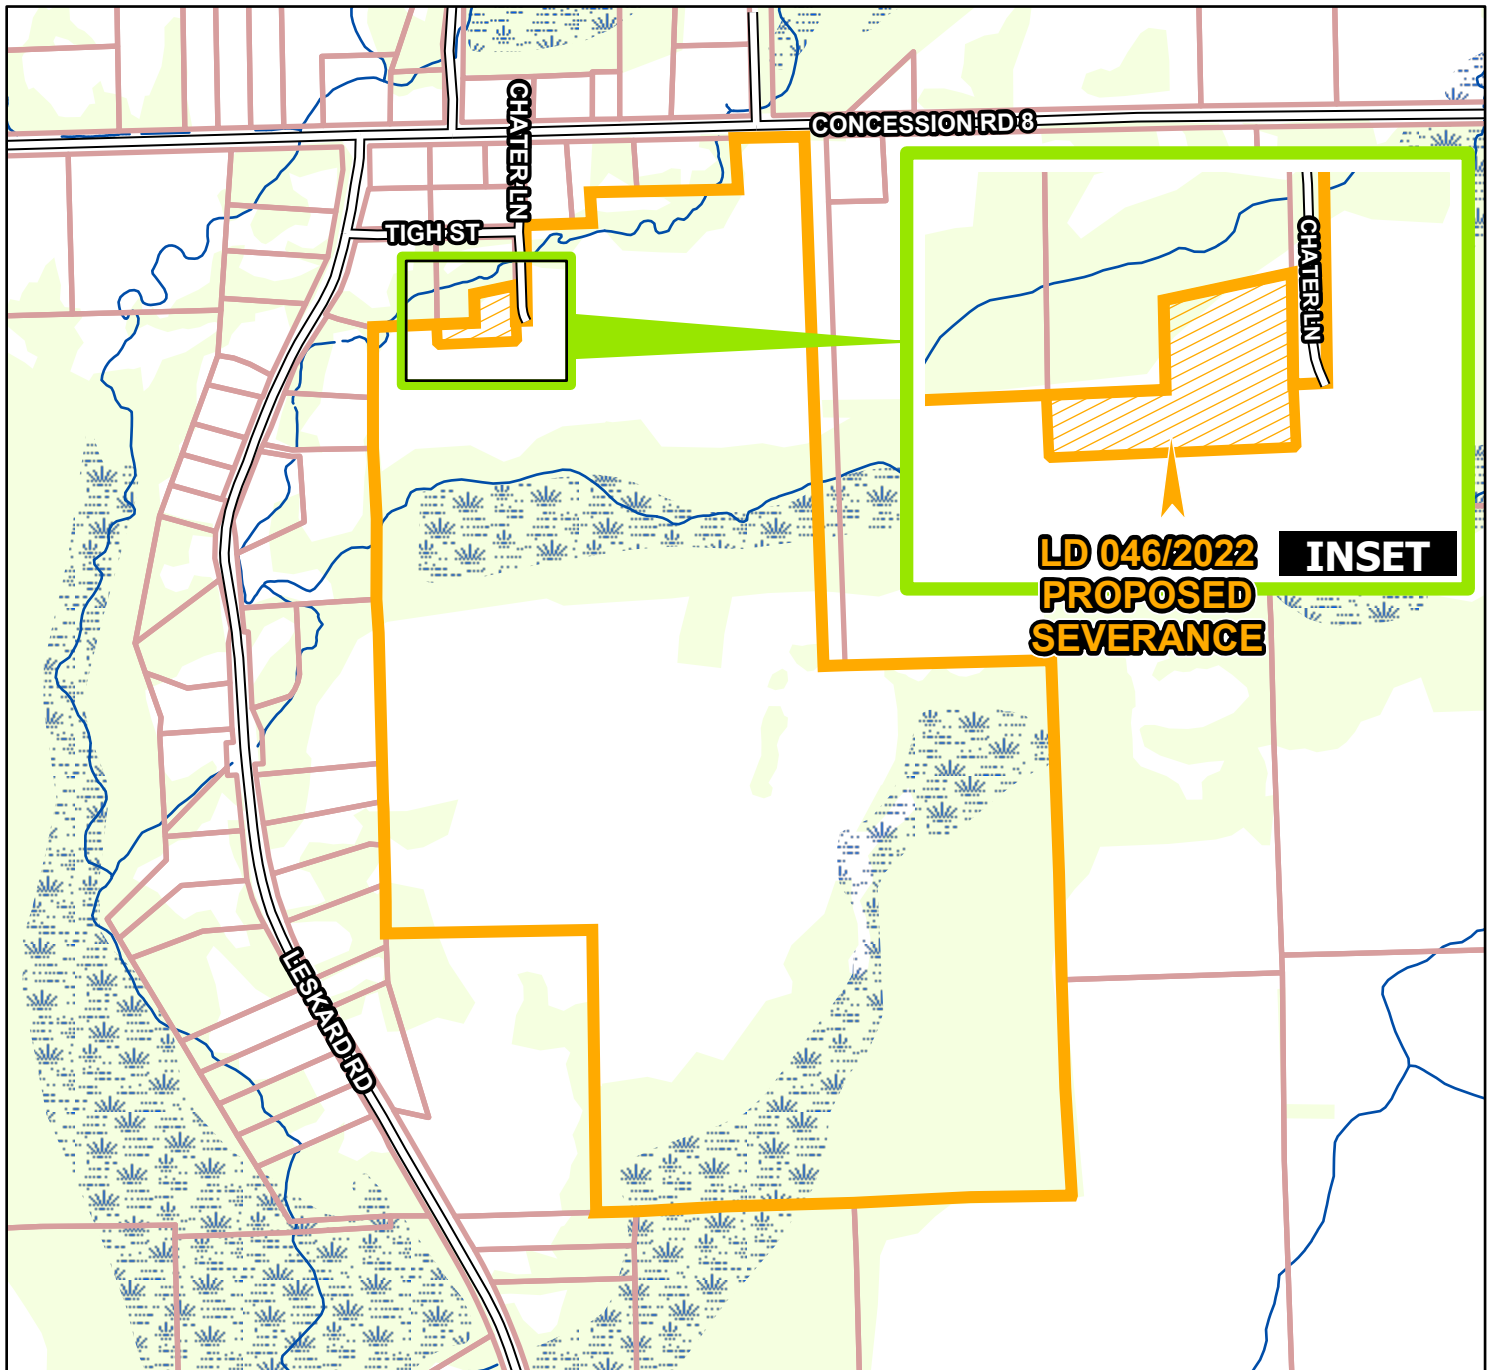 CONCESSION RD 8
CHATER LN
TIGH ST
CHATER LN
LD 046/2022
PROPOSED
SEVERANCE
INSET
LESKARD RD